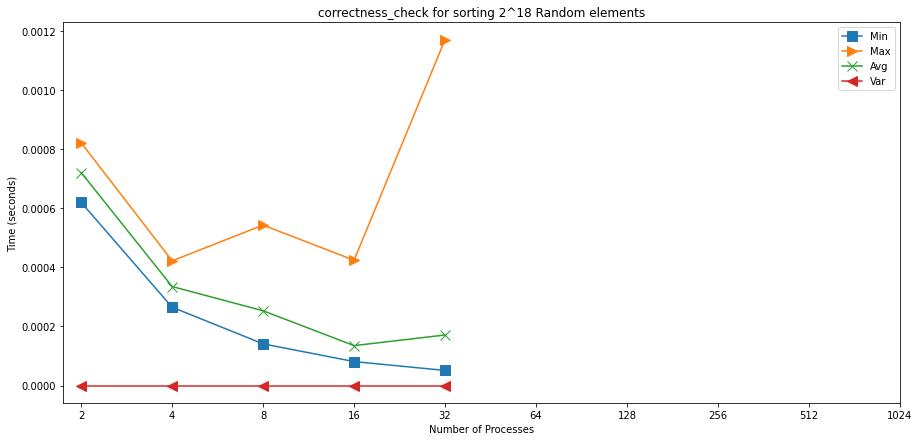 correctness_check for sorting 2^18 Random elements
Min
Max
Avg
Var
Time (seconds)
0.0012
0.0010
0.0008
0.0006
0.0004
0.0002
0.0000
2 4 8 16 32 64 128 256 512 1024
Number of Processes